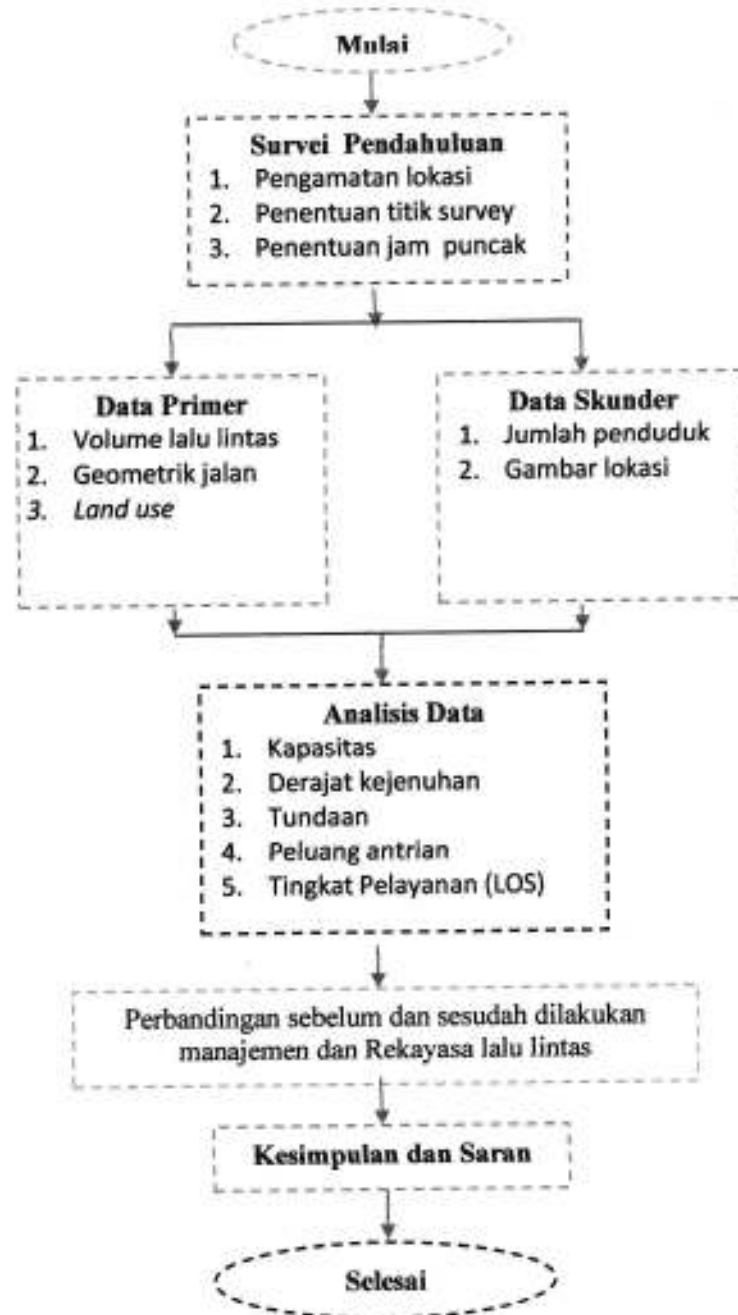 Mulai
Survei Pendahuluan
1. Pengamatan lokasi
2. Penentuan titik survey
3. Penentuan jam puncak
Data Primer
1. Volume lalu lintas
2. Geometrik jalan
3. Land use
Data Skunder
1. Jumlah penduduk
2. Gambar lokasi
Analisis Data
1. Kapasitas
2. Derajat kejenuhan
3. Tundaan
4. Peluang antrian
5. Tingkat Pelayanan (LOS)
Perbandingan sebelum dan sesudah dilakukan
manajemen dan Rekayasa lalu lintas
Kesimpulan dan Saran
Selesai